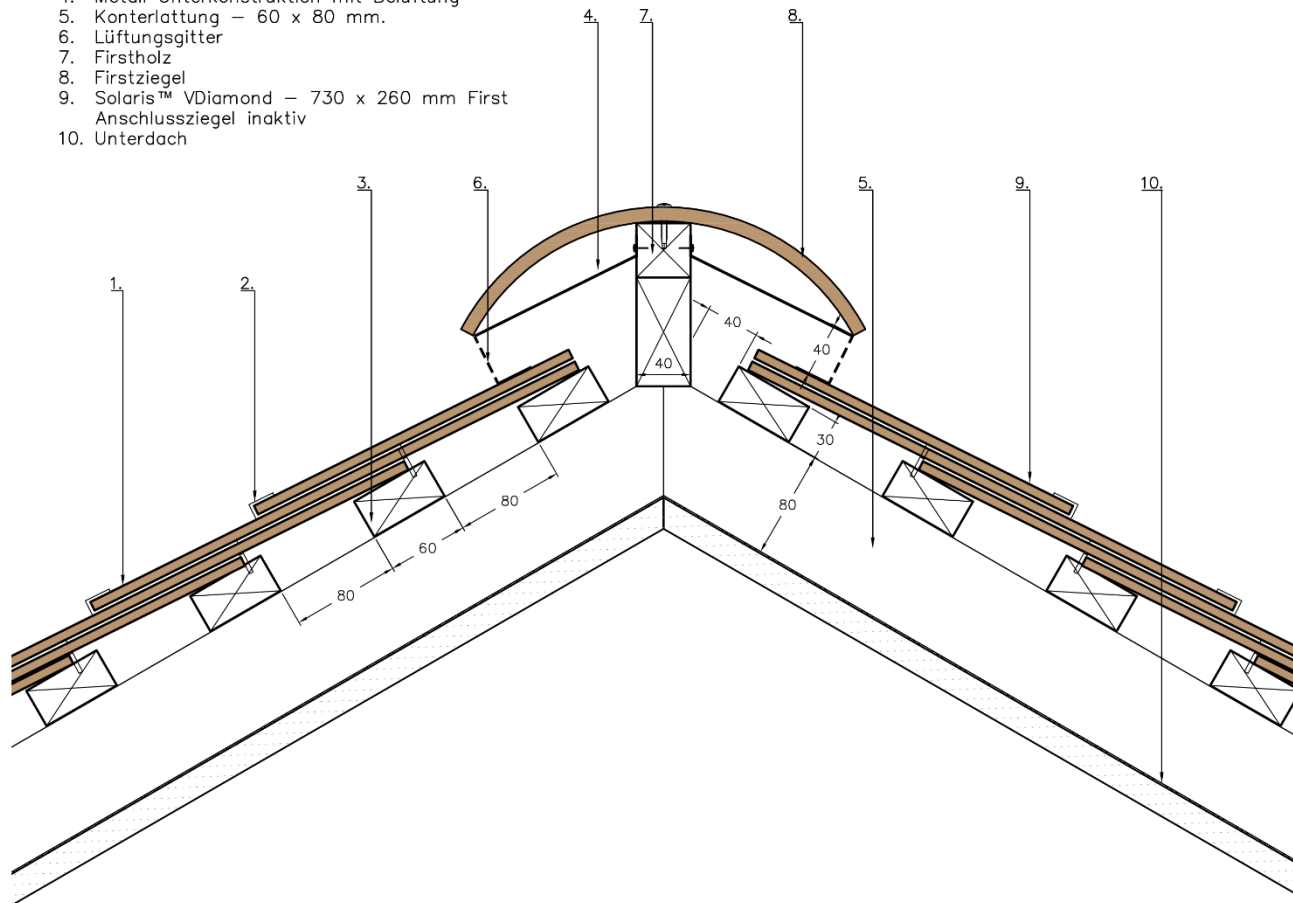 5. Konterlattung – 60 x 80 mm.
6. Lüftungsgitter
7. Firstholz
8. Firstziegel
9. Solaris™ VDiamond – 730 x 260 mm First
Anschlussziegel inaktiv
10. Unterdach
4. 7. 8.
3. 6. 5. 9. 10.
1. 2.
40
40
40
30
80
80
60
80